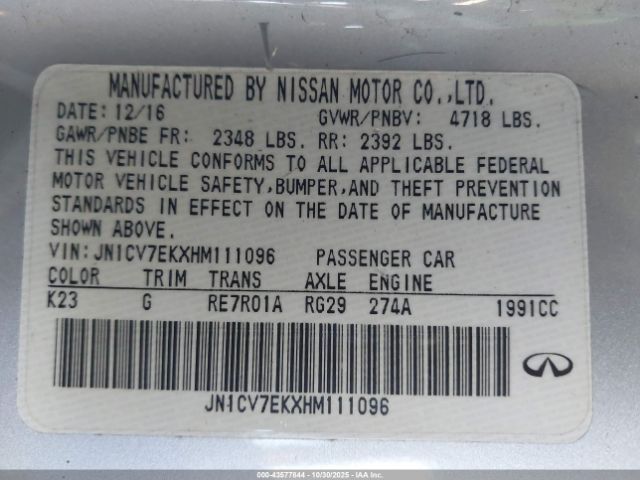 MANUFACTURED BY NISSAN MOTOR CO.,LTD.
DATE: 12/16 GVWR/PNBV: 4718 LBS.
GAWR/PNBE FR: 2348 LBS. RR: 2392 LBS.
THIS VEHICLE CONFORMS TO ALL APPLICABLE FEDERAL
MOTOR VEHICLE SAFETY,BUMPER,AND THEFT PREVENTION
STANDARDS IN EFFECT ON THE DATE OF MANUFACTURE
SHOWN ABOVE.
VIN: JN1CV7EKXHM111096 PASSENGER CAR
COLOR TRIM TRANS AXLE ENGINE
K23 G RE7R01A RG29 274A 1991CC
JN1CV7EKXHM111096
000-43577644 | 10/30/2025 | IAA, Inc.